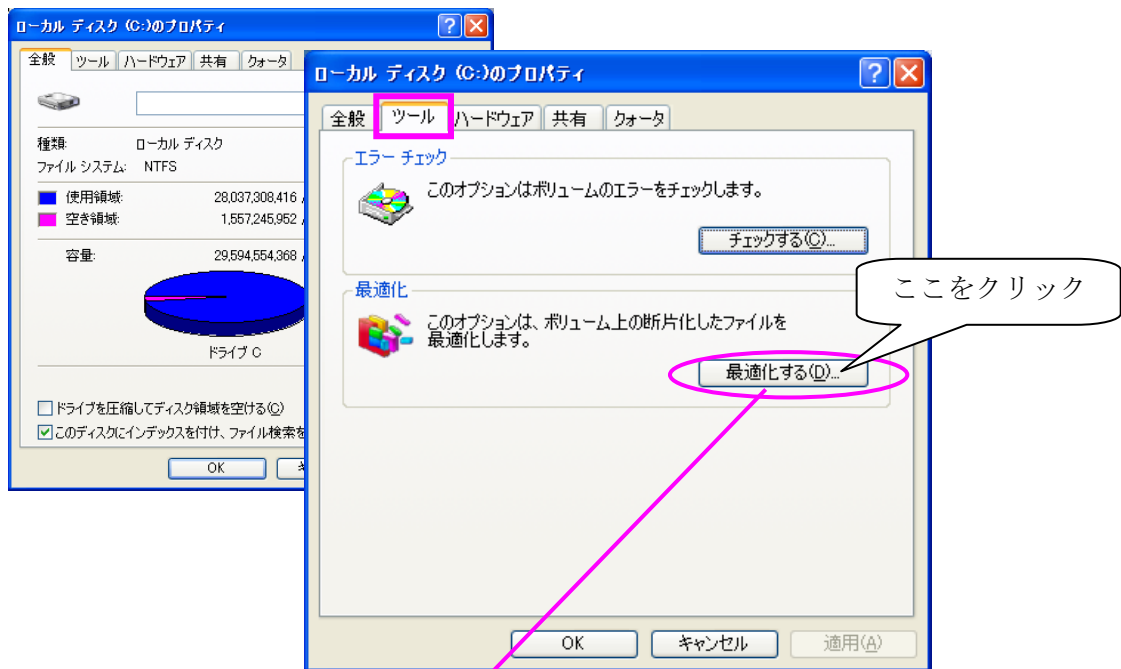 ローカル ディスク (C:)のプロパティ
全般 ツール ハードウェア 共有 クォータ
種類: ローカル ディスク
ファイル システム: NTFS
使用領域: 28,037,308,416
空き領域: 1,557,245,952
容量: 29,594,554,368
ドライブ C
ドライブを圧縮してディスク領域を空ける(C)
このディスクにインデックスを付け、ファイル検索を
OK
ローカル ディスク (C:)のプロパティ
全般 ツール ハードウェア 共有 クォータ
エラー チェック
このオプションはボリュームのエラーをチェックします。
チェックする(C)...
最適化
このオプションは、ボリューム上の断片化したファイルを
最適化します。
最適化する(D)...
ここをクリック
OK キャンセル 適用(A)